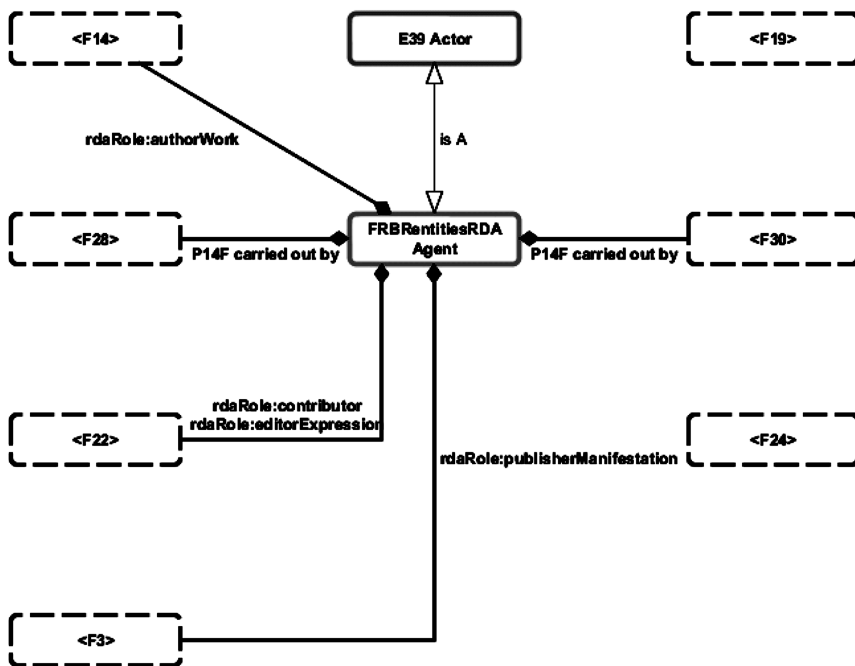 <F14>
E39 Actor
<F19>
rdaRole:authorWork
is A
<F28>
P14F carried out by
FRBRentitiesRDA
Agent
P14F carried out by
<F30>
rdaRole:contributor
rdaRole:editorExpression
<F22>
<F24>
rdaRole:publisherManifestation
<F3>